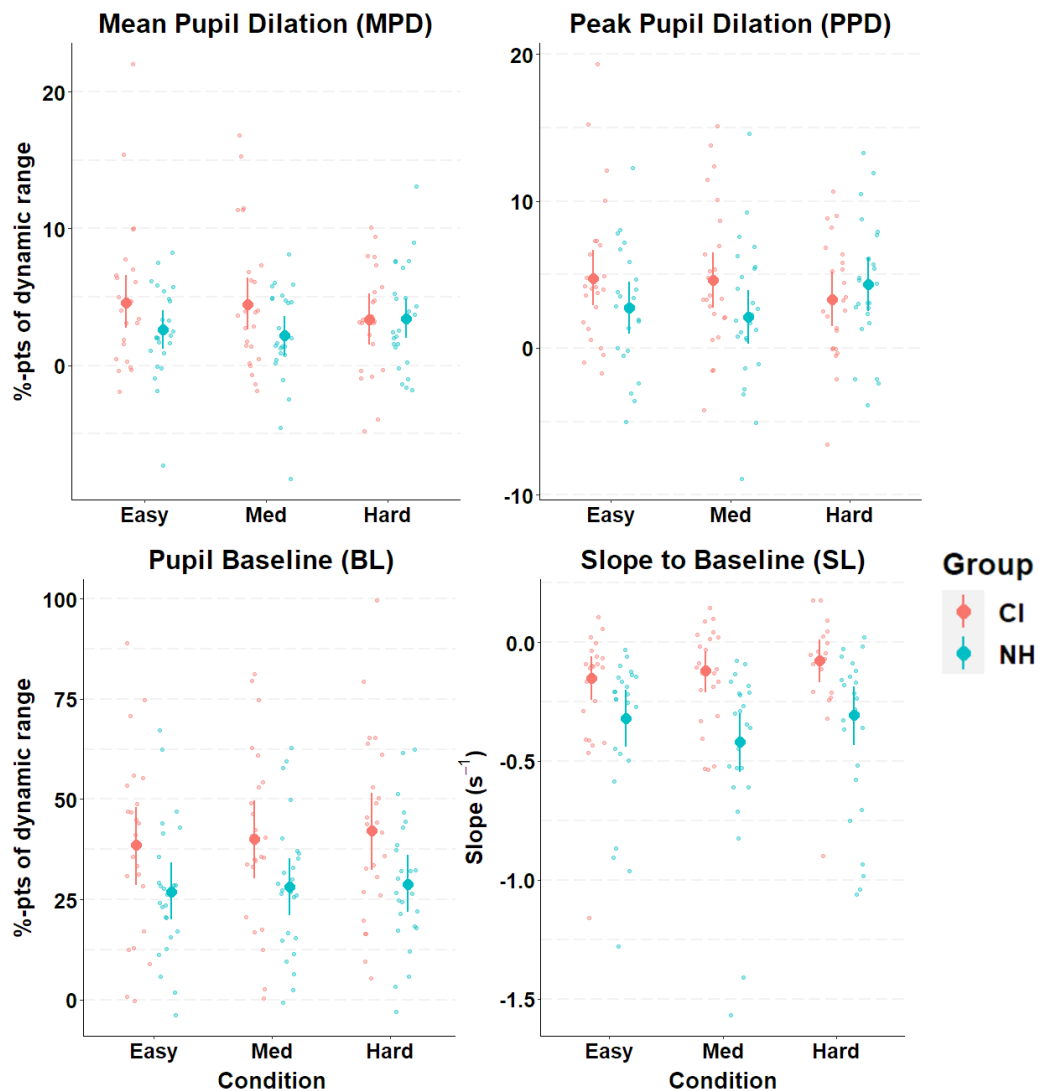 Mean Pupil Dilation (MPD)
%-pts of dynamic range
20
10
0
Easy Med Hard
Peak Pupil Dilation (PPD)
20
10
0
-10
Easy Med Hard
Pupil Baseline (BL)
%-pts of dynamic range
100
75
50
25
0
Easy Med Hard
Condition
Slope to Baseline (SL)
Slope (s⁻¹)
0.0
-0.5
-1.0
-1.5
Easy Med Hard
Condition
Group
CI
NH